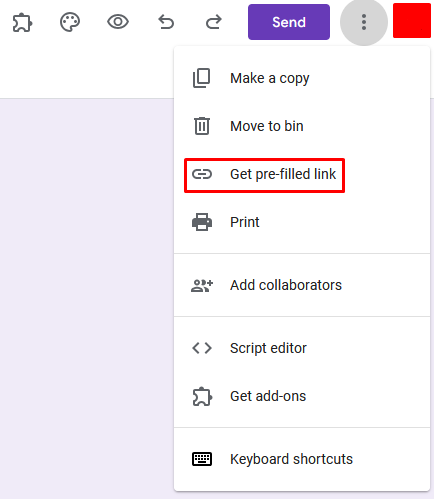 Send
Make a copy
Move to bin
Get pre-filled link
Print
Add collaborators
Script editor
Get add-ons
Keyboard shortcuts